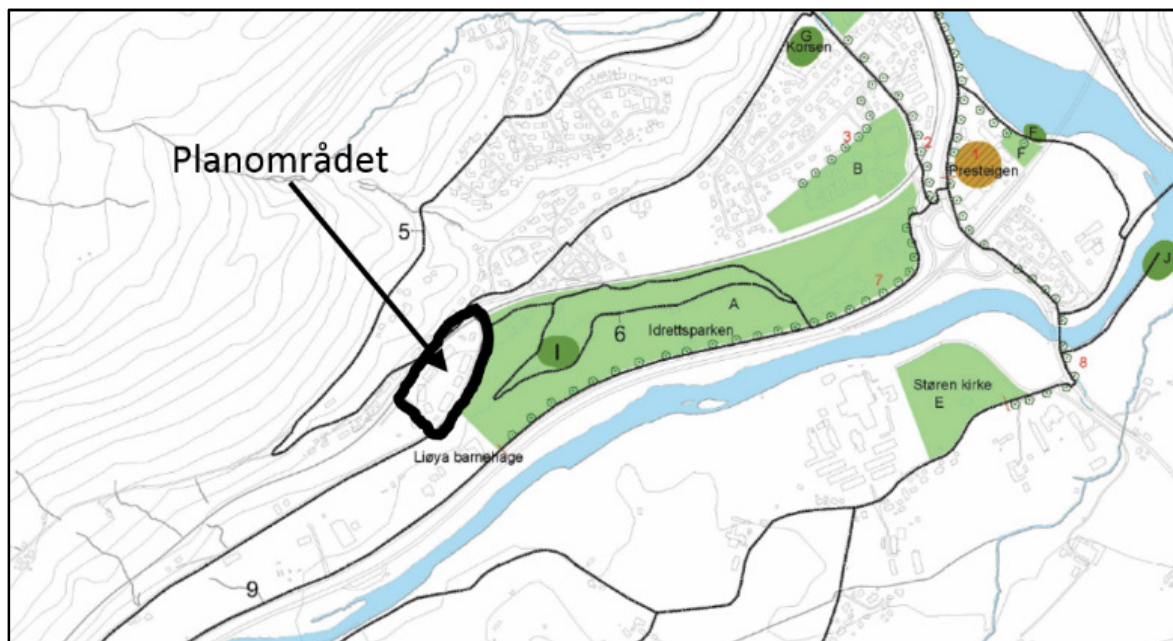 G
Korsen
Planområdet
3
2
F
F
1
Presteigen
B
5
J
7
A
6
Idrettsparken
I
8
Støren kirke
E
Liøya barnehage
9